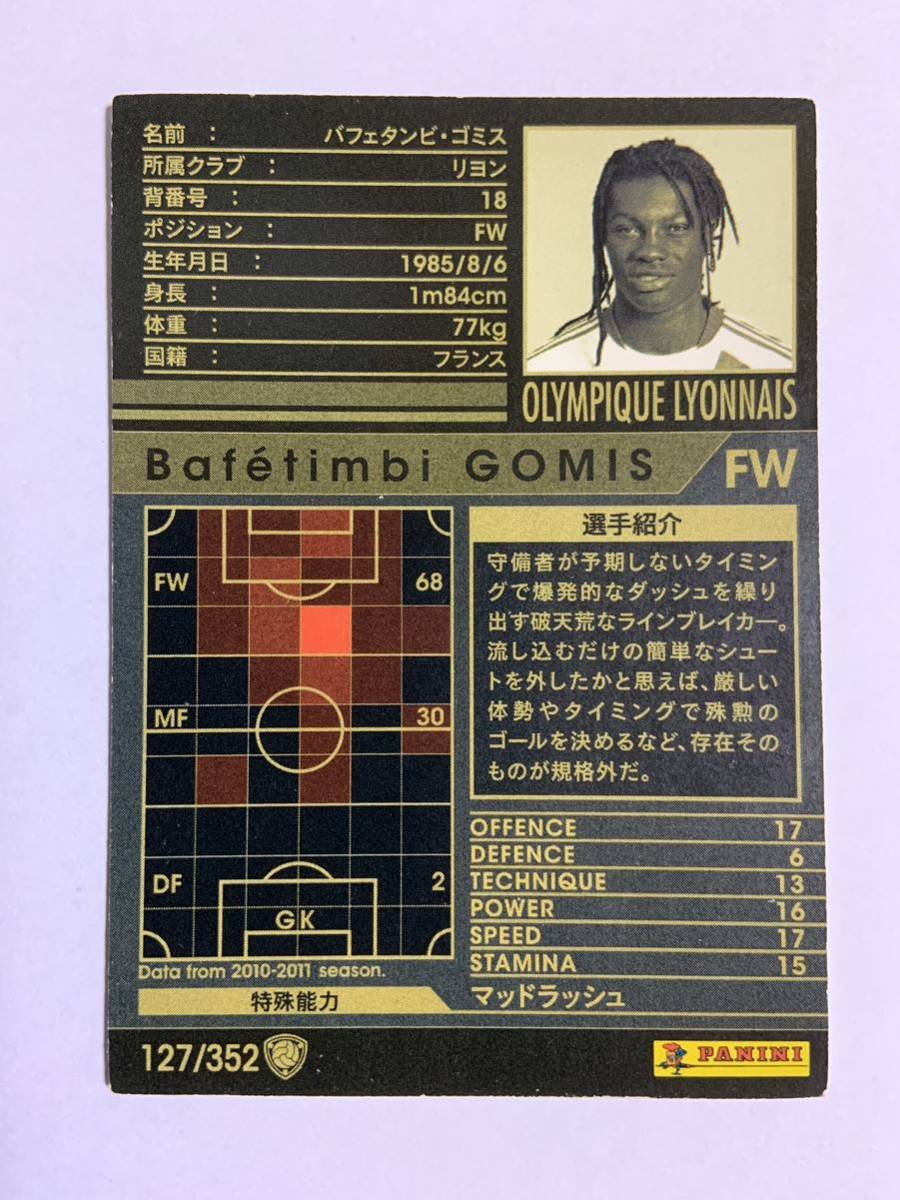 名前 ： バフェタンビ・ゴミス
所属クラブ ： リヨン
背番号 ： 18
ポジション ： FW
生年月日 ： 1985/8/6
身長 ： 1m84cm
体重 ： 77kg
国籍 ： フランス
OLYMPIQUE LYONNAIS
Bafétimbi GOMIS FW
FW 68
MF 30
DF 2
GK
Data from 2010-2011 season.
選手紹介
守備者が予期しないタイミン
グで爆発的なダッシュを繰り
出す破天荒なラインブレイカー。
流し込むだけの簡単なシュー
トを外したかと思えば、厳しい
体勢やタイミングで殊勲の
ゴールを決めるなど、存在その
ものが規格外だ。
OFFENCE 17
DEFENCE 6
TECHNIQUE 13
POWER 16
SPEED 17
STAMINA 15
特殊能力 マッドラッシュ
127/352
PANINI